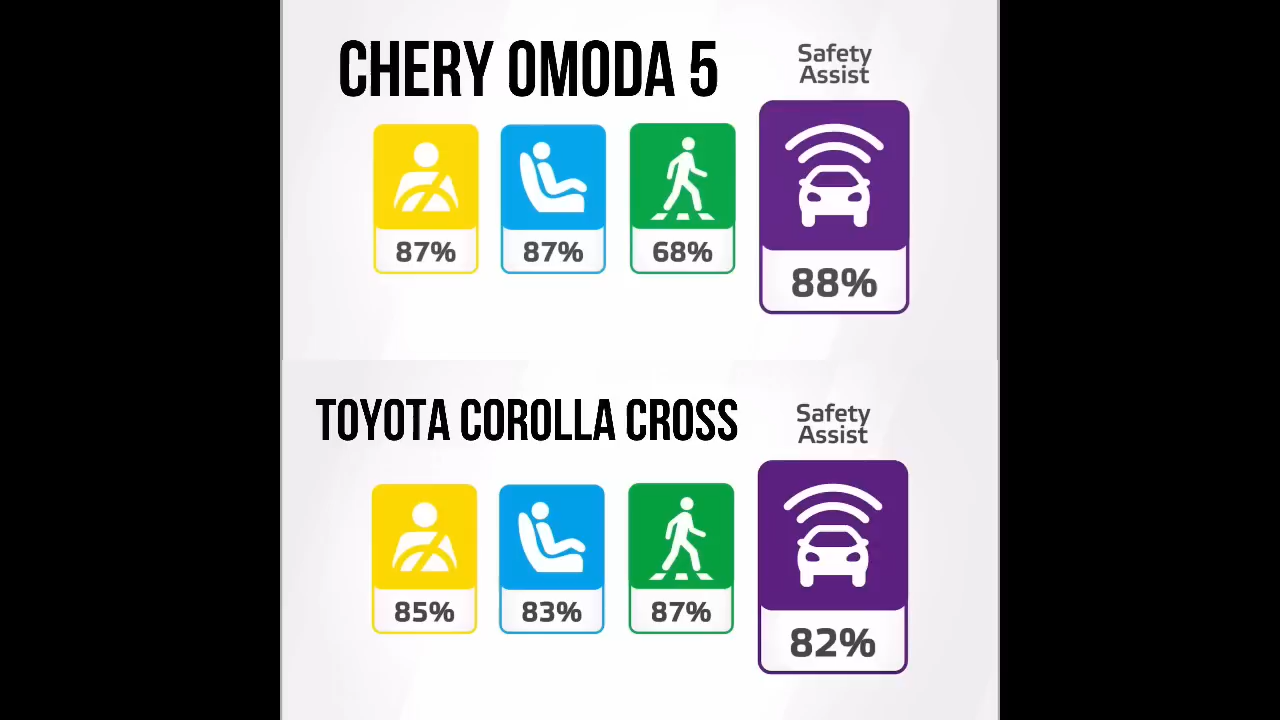 CHERY OMODA 5
Safety
Assist
87%
87%
68%
88%
TOYOTA COROLLA CROSS
Safety
Assist
85%
83%
87%
82%